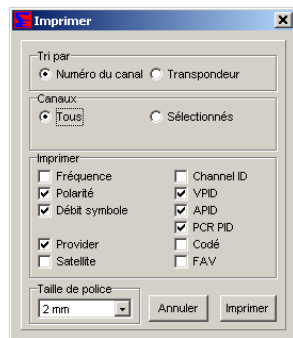 Imprimer
Tri par
Numéro du canal Transpondeur
Canaux
Tous Sélectionnés
Imprimer
Fréquence Channel ID
Polarité VPID
Débit symbole APID
PCR PID
Provider Codé
Satellite FAV
Taille de police
2 mm Annuler Imprimer